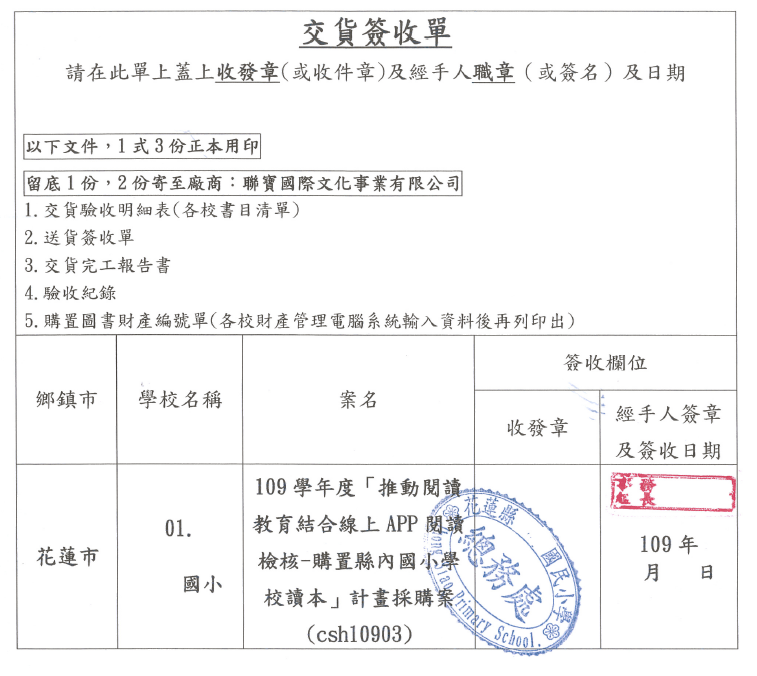 交貨簽收單
請在此單上蓋上收發章(或收件章)及經手人職章（或簽名）及日期
以下文件，1式3份正本用印
留底1份，2份寄至廠商：聯寶國際文化事業有限公司
1.交貨驗收明細表(各校書目清單)
2.送貨簽收單
3.交貨完工報告書
4.驗收紀錄
5.購置圖書財產編號單(各校財產管理電腦系統輸入資料後再列印出)
鄉鎮市
學校名稱
案名
簽收欄位
收發章
經手人簽章
及簽收日期
花蓮市
01.
國小
109學年度「推動閱讀
教育結合線上APP閱讀
檢核-購置縣內國小學
校讀本」計畫採購案
(csh10903)
花蓮縣 國民小學
總務處
Primary School.
務
長
109年
月 日